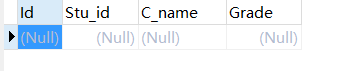 Id Stu_id C_name Grade
(Null) (Null) (Null) (Null)